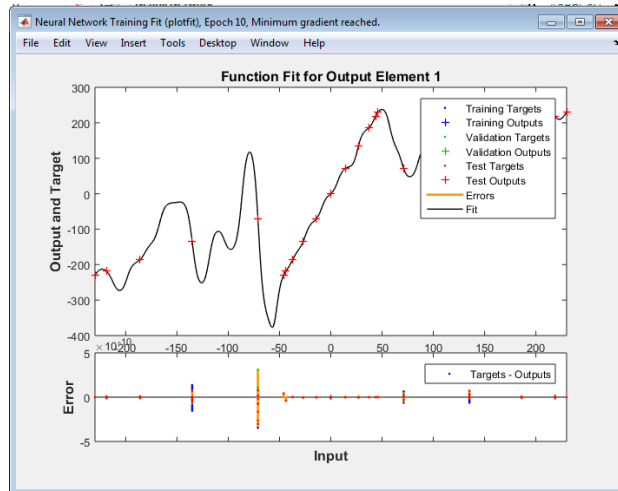 Neural Network Training Fit (plotfit), Epoch 10, Minimum gradient reached.
File Edit View Insert Tools Desktop Window Help
Function Fit for Output Element 1
Output and Target
300
200
100
0
-100
-200
-300
-400
Training Targets
Training Outputs
Validation Targets
Validation Outputs
Test Targets
Test Outputs
Errors
Fit
-200 -150 -100 -50 0 50 100 150 200
Error
5
0
-5
Targets - Outputs
Input